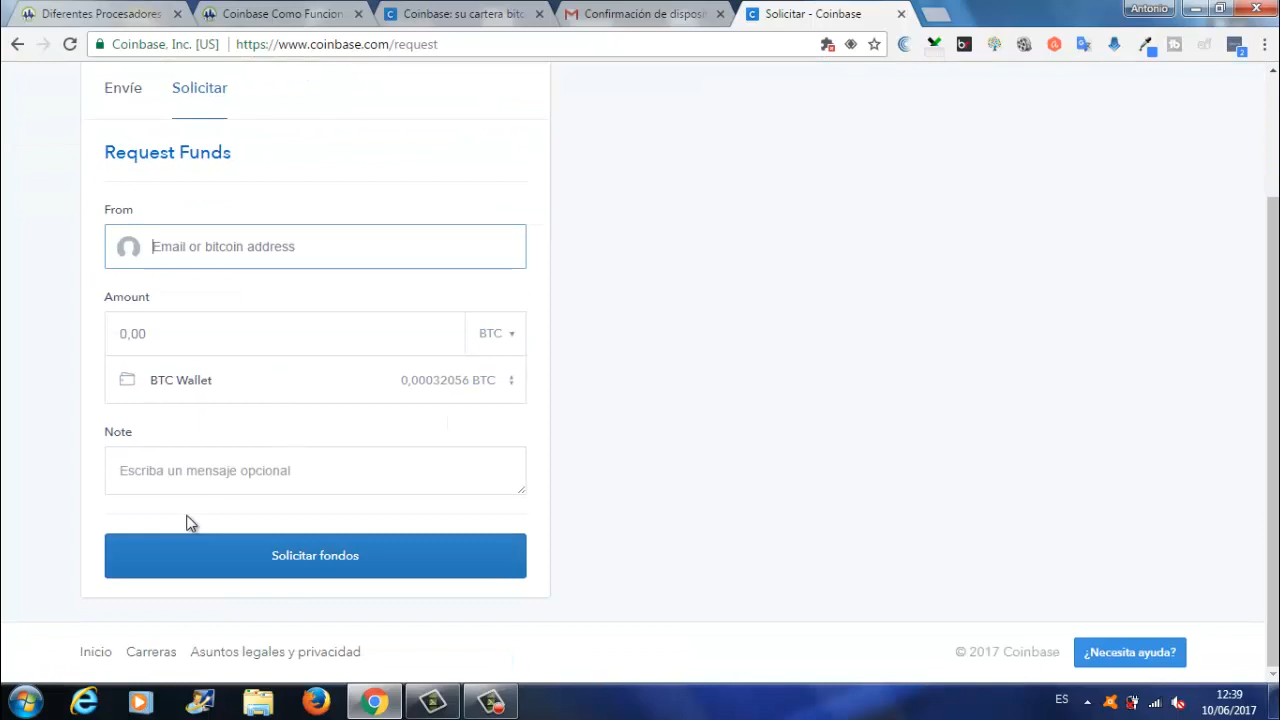 Diferentes Procesadores
Coinbase Como Funcion
Coinbase: su cartera bitc
Confirmación de disposi
Solicitar - Coinbase
Antonio
Coinbase, Inc. [US] https://www.coinbase.com/request
2
Envíe Solicitar
Request Funds
From
Email or bitcoin address
Amount
0,00 BTC
BTC Wallet 0,00032056 BTC
Note
Escriba un mensaje opcional
Solicitar fondos
Inicio Carreras Asuntos legales y privacidad © 2017 Coinbase ¿Necesita ayuda?
ES 12:39
10/06/2017